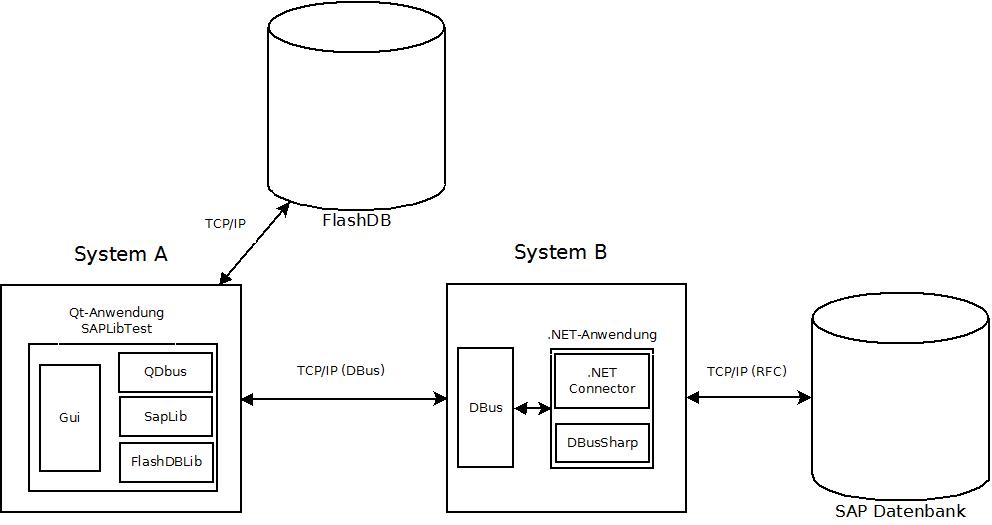 TCP/IP
FlashDB
System A
System B
Qt-Anwendung
SAPLibTest
Gui
QDbus
SapLib
FlashDBLib
TCP/IP (DBus)
DBus
.NET-Anwendung
.NET
Connector
DBusSharp
TCP/IP (RFC)
SAP Datenbank